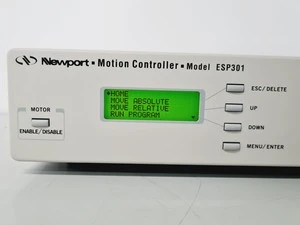 Newport ▪ Motion Controller ▪ Model ESP301
*HOME
MOVE ABSOLUTE
MOVE RELATIVE
RUN PROGRAM
ESC / DELETE
UP
DOWN
MENU / ENTER
MOTOR
ENABLE / DISABLE